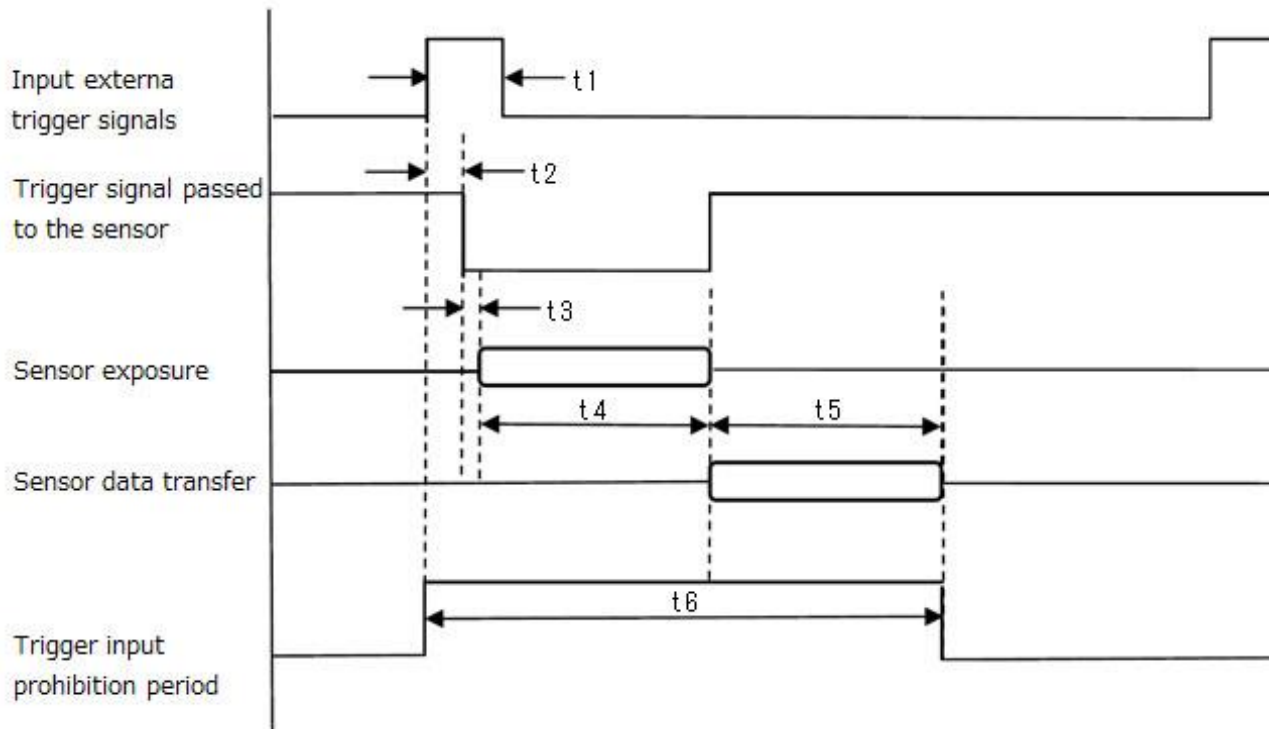 Input externa
trigger signals
t1
t2
Trigger signal passed
to the sensor
t3
Sensor exposure
t4
t5
Sensor data transfer
t6
Trigger input
prohibition period